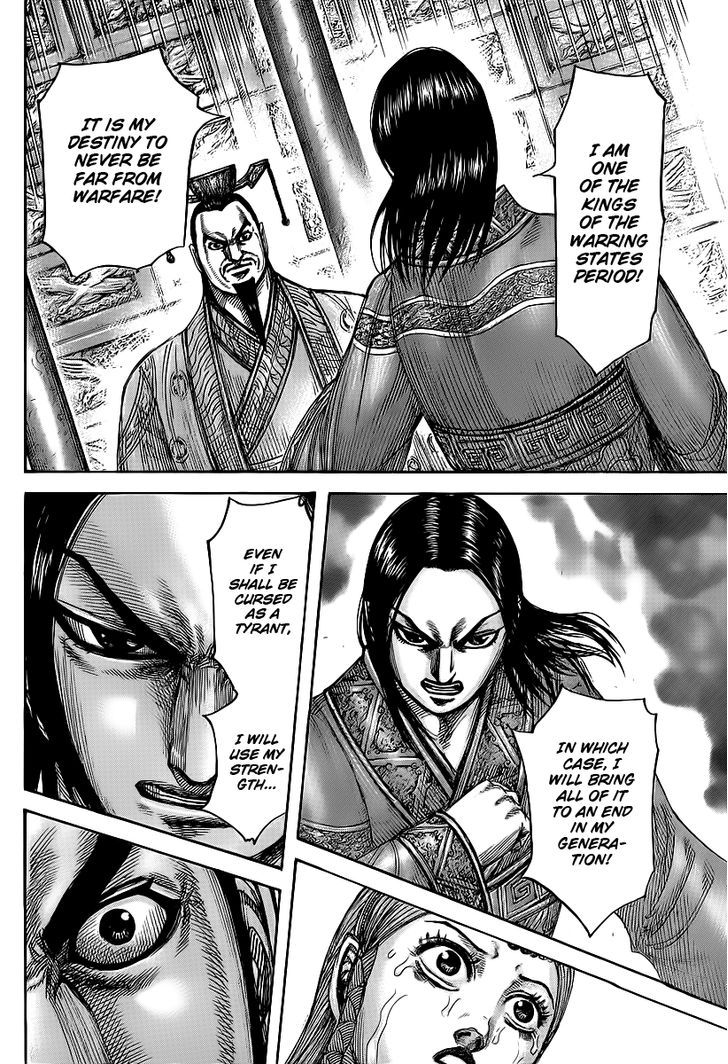 I AM
ONE
OF THE
KINGS
OF THE
WARRING
STATES
PERIOD!
IT IS MY
DESTINY TO
NEVER BE
FAR FROM
WARFARE!
IN WHICH
CASE, I
WILL BRING
ALL OF IT
TO AN END
IN MY
GENERA-
TION!
EVEN
IF I
SHALL BE
CURSED
AS A
TYRANT,
I WILL
USE MY
STREN-
GTH...